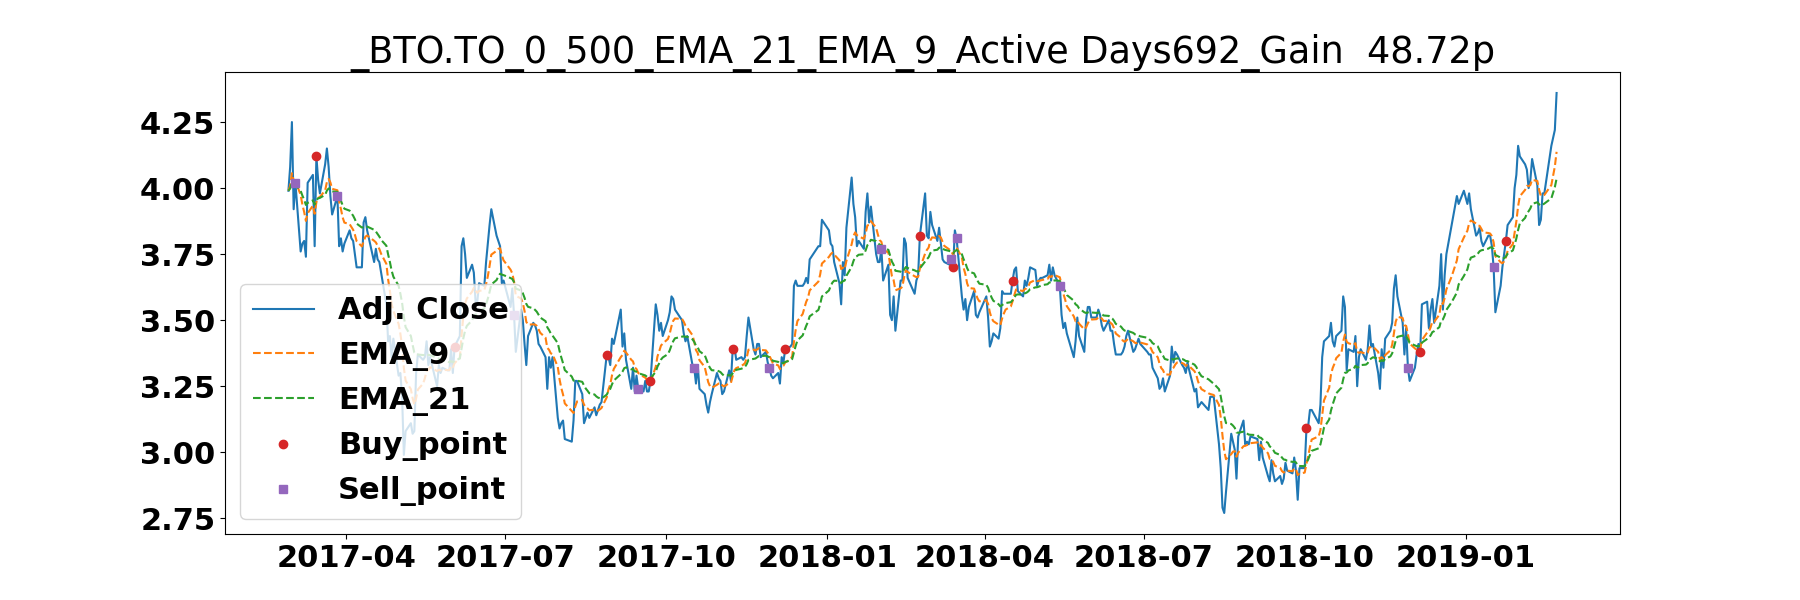 _BTO.TO_0_500_EMA_21_EMA_9_Active Days692_Gain  48.72p
4.25
4.00
3.75
3.50
3.25
3.00
2.75
Adj. Close
EMA_9
EMA_21
Buy_point
Sell_point
2017-04 2017-07 2017-10 2018-01 2018-04 2018-07 2018-10 2019-01